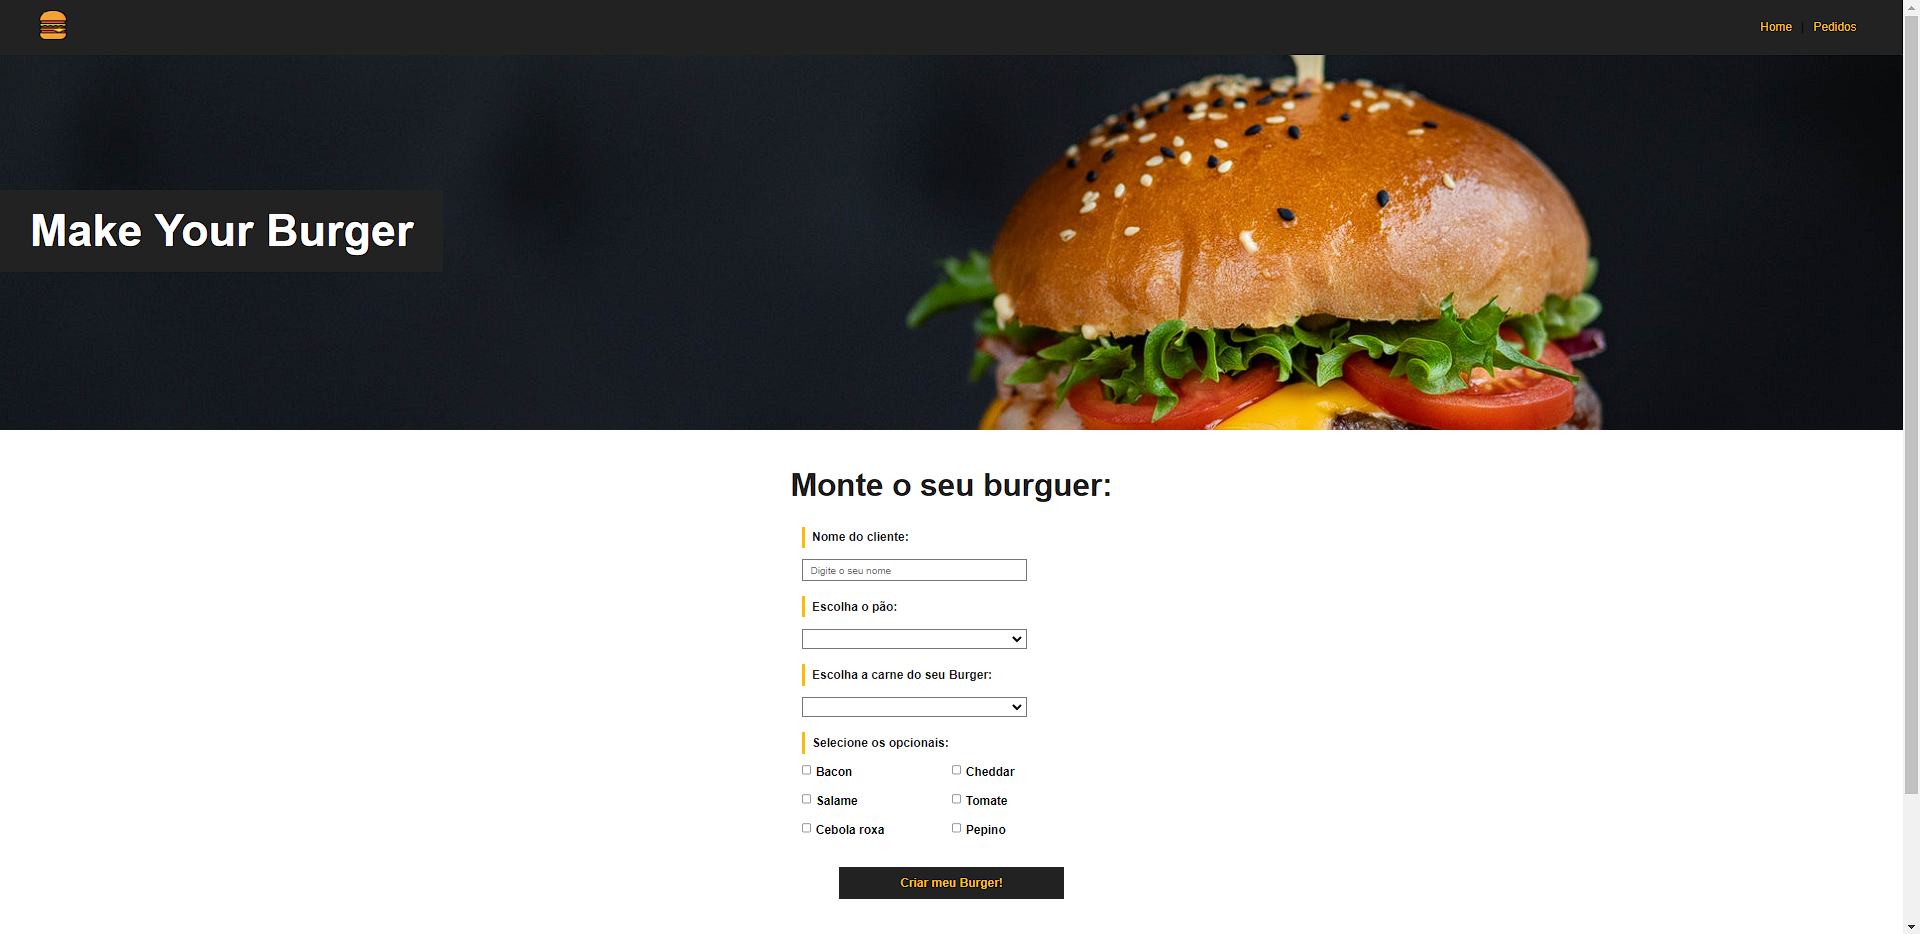 Home | Pedidos
Make Your Burger
Monte o seu burguer:
Nome do cliente:
Digite o seu nome
Escolha o pão:
Escolha a carne do seu Burger:
Selecione os opcionais:
Bacon Cheddar
Salame Tomate
Cebola roxa Pepino
Criar meu Burger!